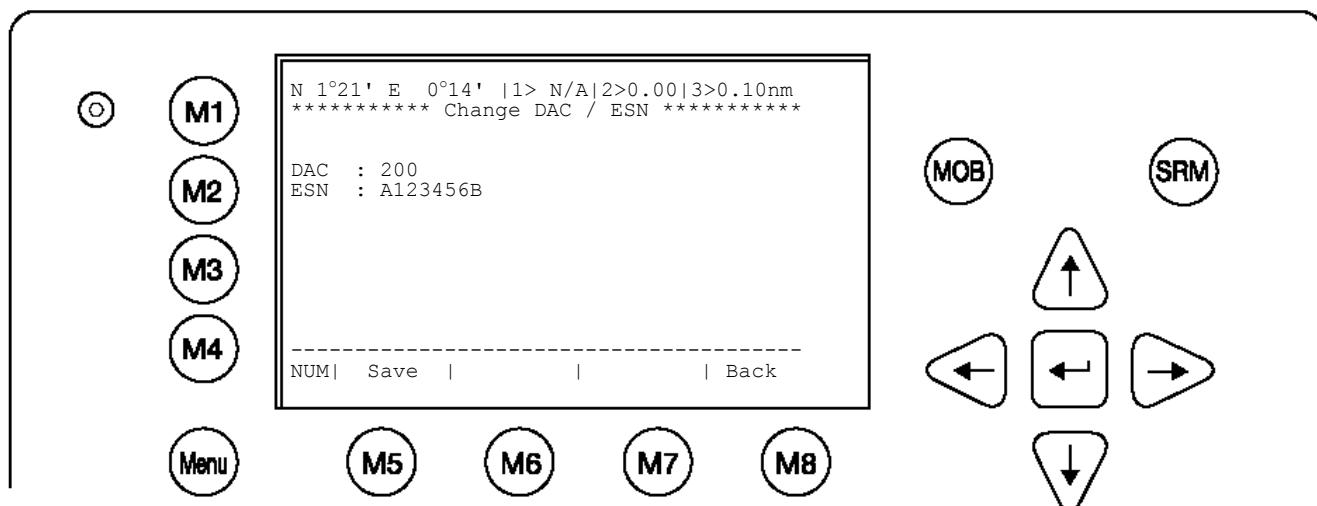 N 1°21' E  0°14' |1> N/A|2>0.00|3>0.10nm
*********** Change DAC / ESN ***********
DAC  : 200
ESN  : A123456B
----------------------------------------
NUM|  Save  |         |         | Back
M1
M2
M3
M4
Menu
M5
M6
M7
M8
MOB
SRM